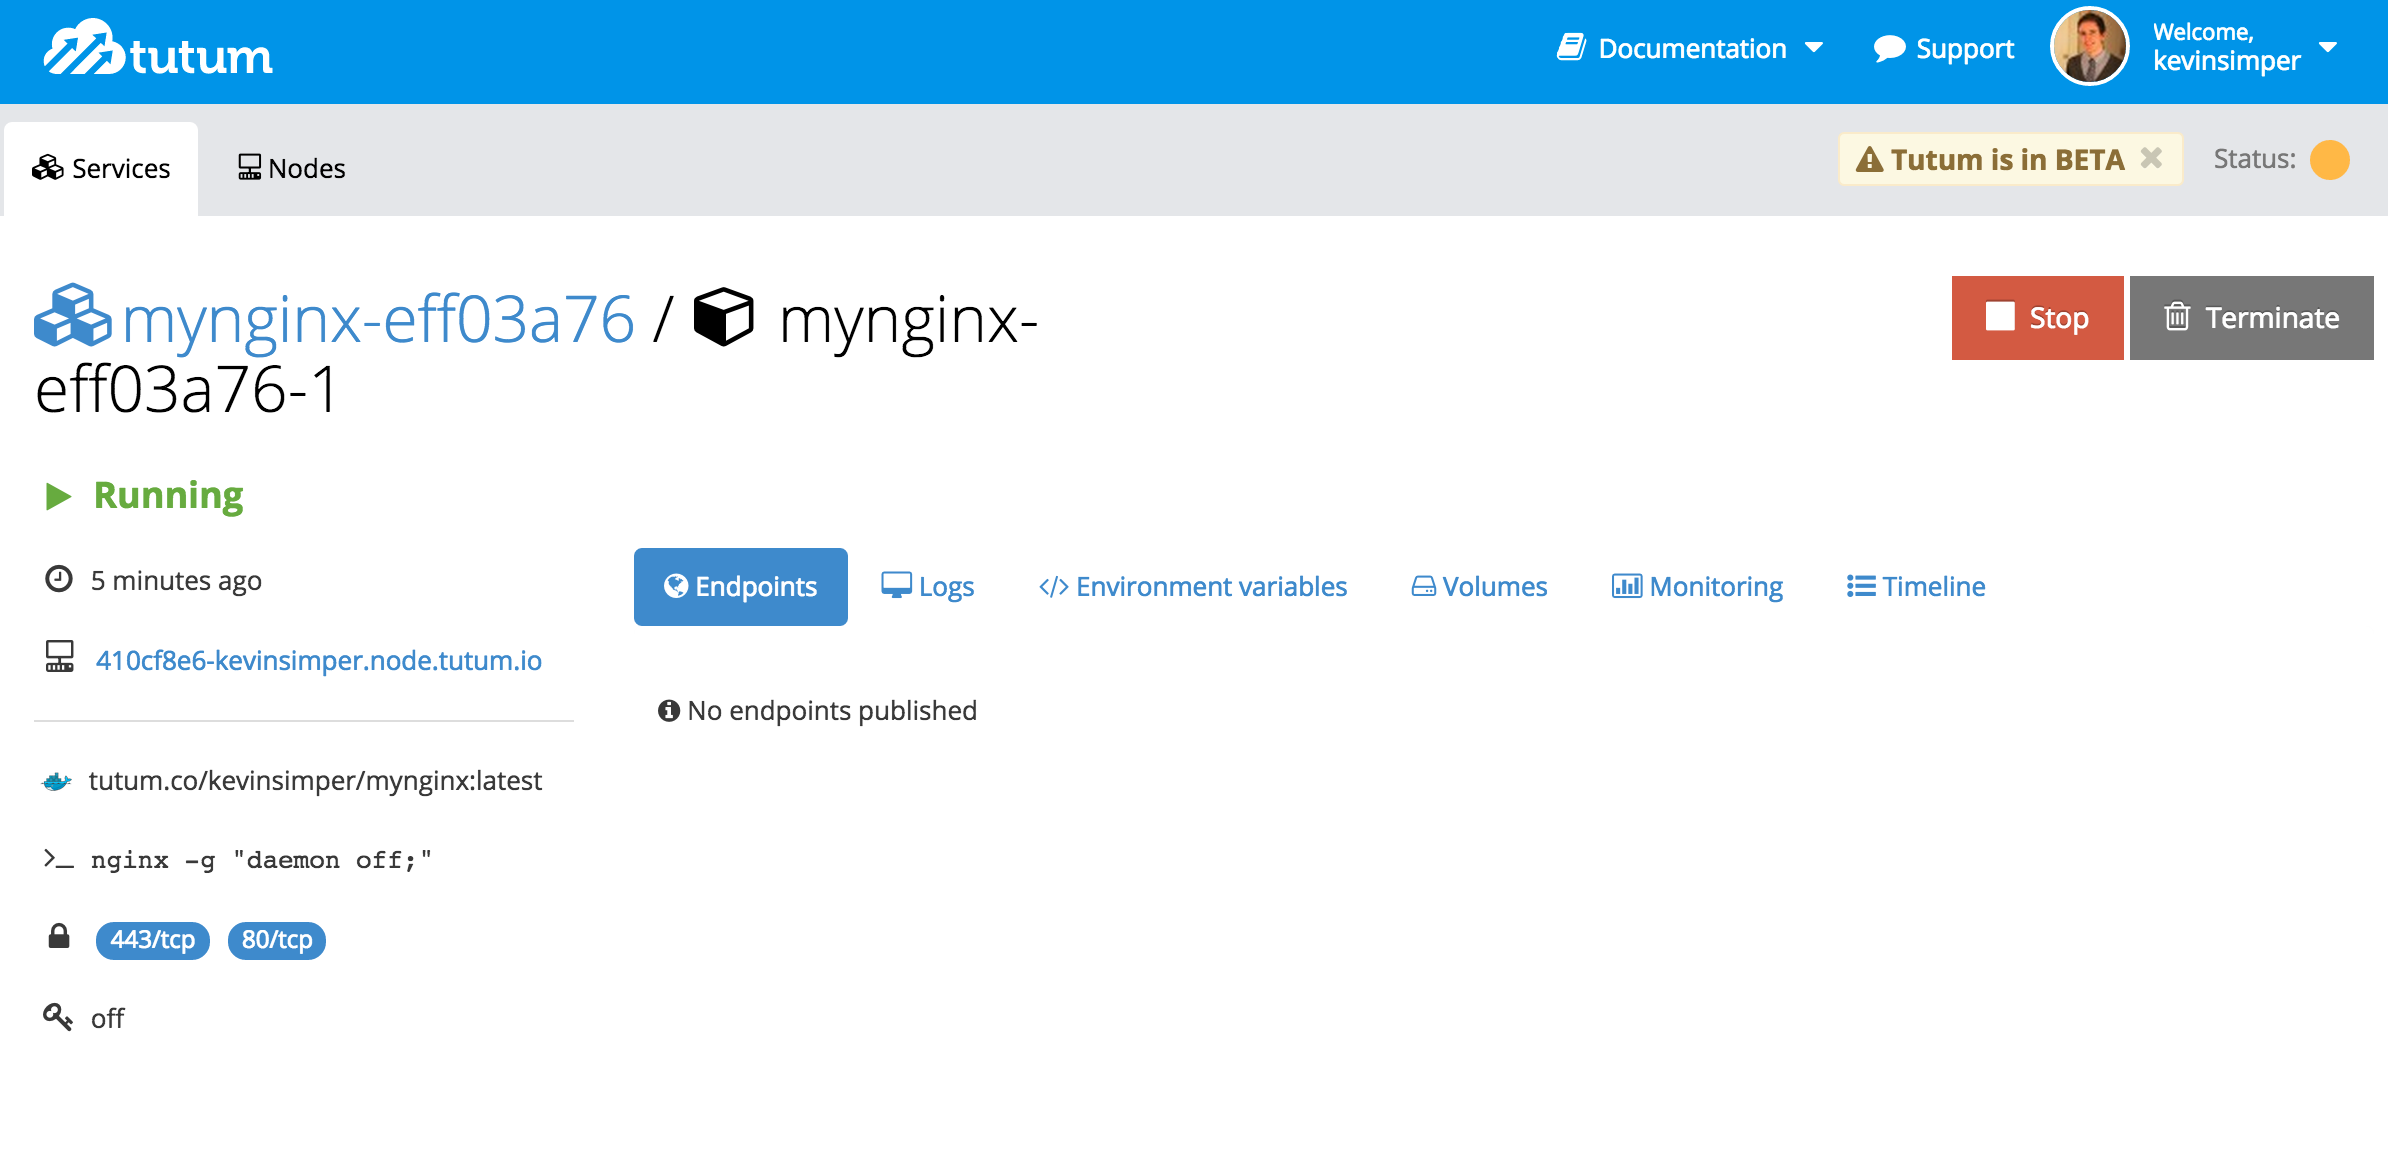 tutum
Documentation
Support
Welcome,
kevinsimper
Services
Nodes
Tutum is in BETA
Status:
mynginx-eff03a76 / mynginx-
eff03a76-1
Stop
Terminate
Running
5 minutes ago
410cf8e6-kevinsimper.node.tutum.io
Endpoints
Logs
</> Environment variables
Volumes
Monitoring
Timeline
No endpoints published
tutum.co/kevinsimper/mynginx:latest
>_ nginx -g "daemon off;"
443/tcp 80/tcp
off